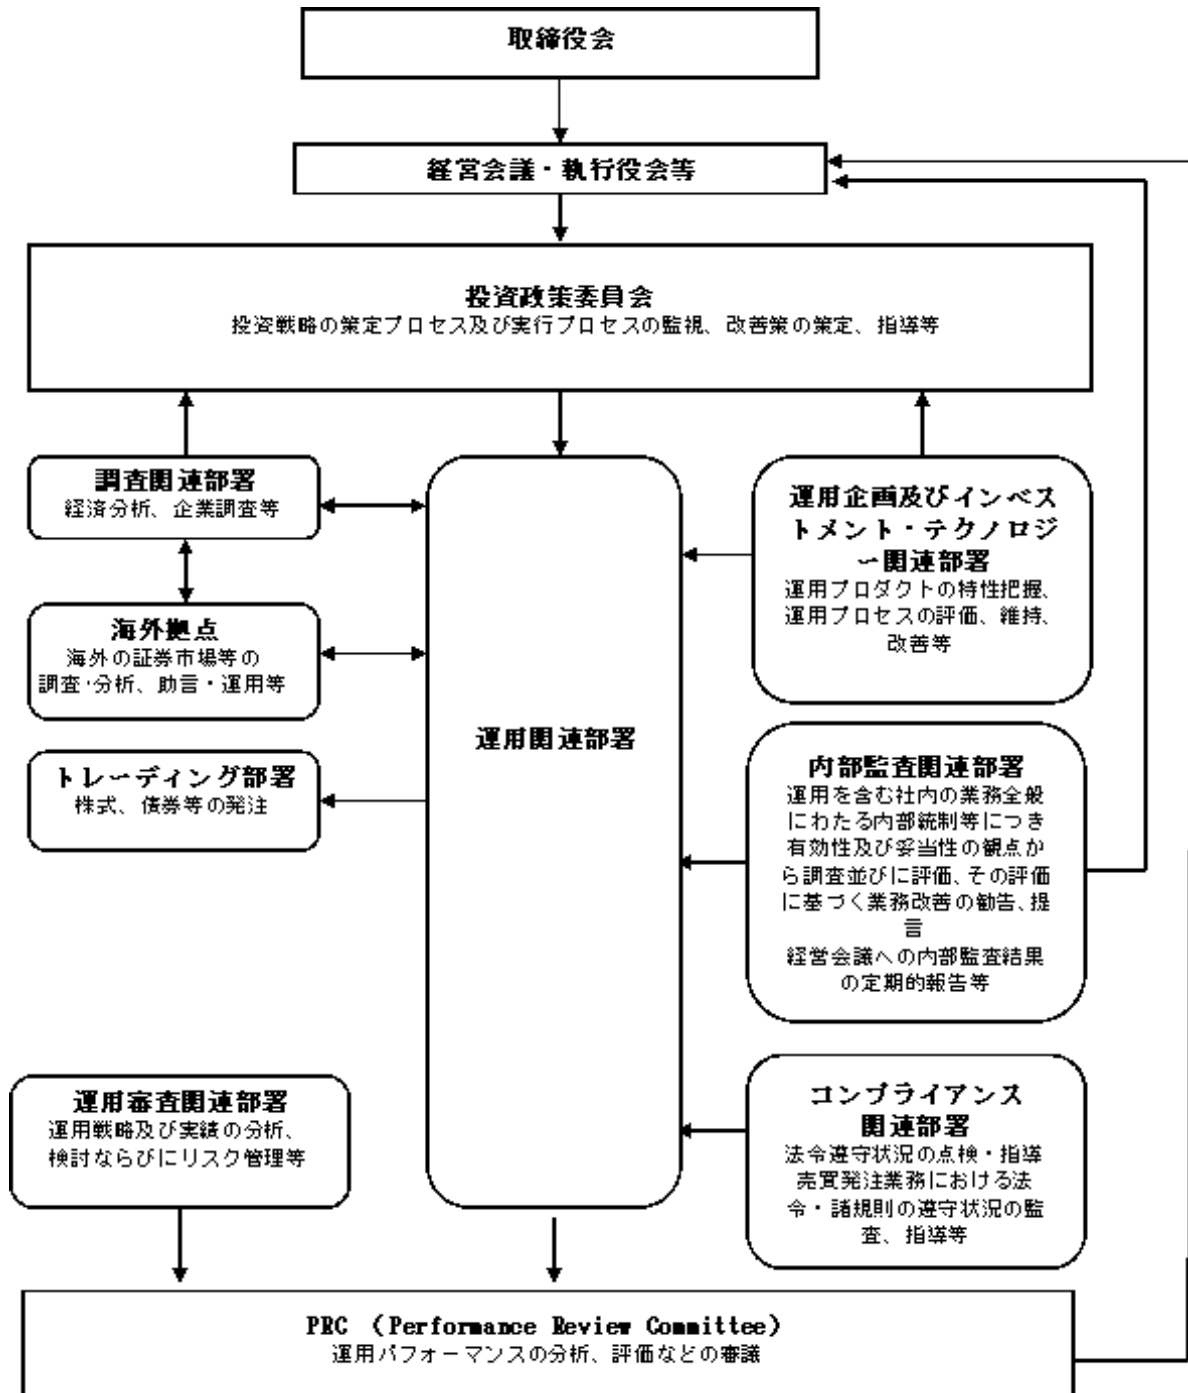 取締役会
経営会議・執行役会等
投資政策委員会
投資戦略の策定プロセス及び実行プロセスの監視、改善策の策定、指導等
調査関連部署
経済分析、企業調査等
海外拠点
海外の証券市場等の
調査・分析、助言・運用等
トレーディング部署
株式、債券等の発注
運用関連部署
運用企画及びインベス
トメント・テクノロジ
ー関連部署
運用プロダクトの特性把握、
運用プロセスの評価、維持、
改善等
内部監査関連部署
運用を含む社内の業務全般
にわたる内部統制等につき
有効性及び妥当性の観点か
ら調査並びに評価、その評価
に基づく業務改善の勧告、提
言
経営会議への内部監査結果
の定期的報告等
運用審査関連部署
運用戦略及び実績の分析、
検討ならびにリスク管理等
コンプライアンス
関連部署
法令遵守状況の点検・指導
売買発注業務における法
令・諸規則の遵守状況の監
査、指導等
PRC （Performance Review Committee）
運用パフォーマンスの分析、評価などの審議